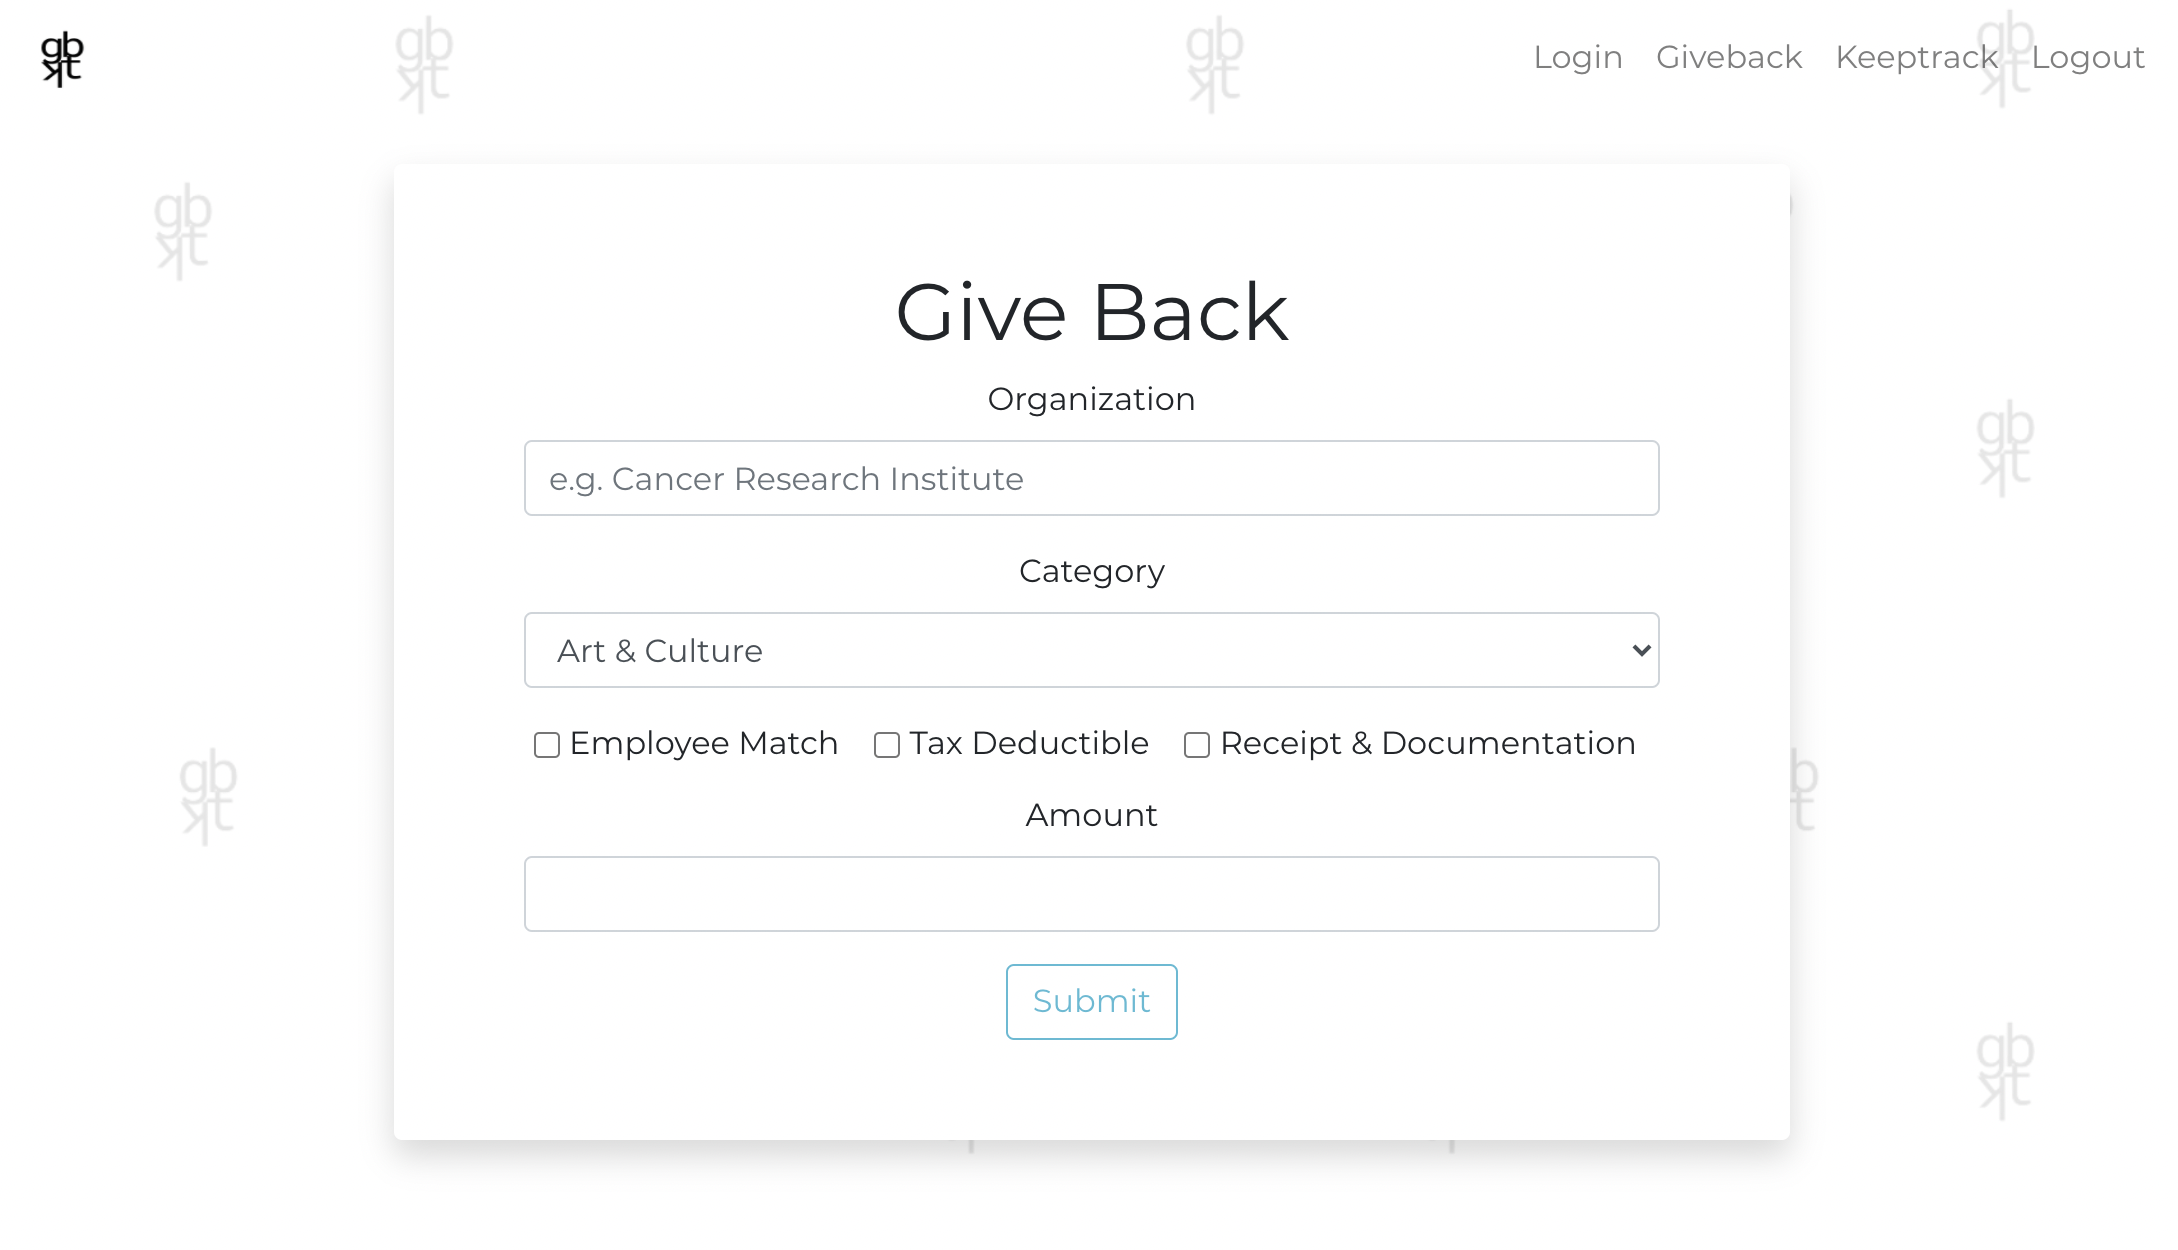 gb
kt
Login Giveback Keeptrack Logout
Give Back
Organization
e.g. Cancer Research Institute
Category
Art & Culture
Employee Match Tax Deductible Receipt & Documentation
Amount
Submit